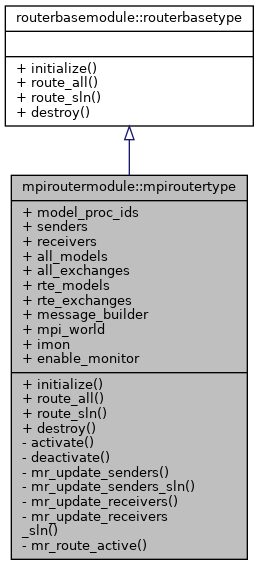 routerbasemodule::routerbasetype
+ initialize()
+ route_all()
+ route_sln()
+ destroy()
mpiroutermodule::mpiroutertype
+ model_proc_ids
+ senders
+ receivers
+ all_models
+ all_exchanges
+ rte_models
+ rte_exchanges
+ message_builder
+ mpi_world
+ imon
+ enable_monitor
+ initialize()
+ route_all()
+ route_sln()
+ destroy()
- activate()
- deactivate()
- mr_update_senders()
- mr_update_senders_sln()
- mr_update_receivers()
- mr_update_receivers
_sln()
- mr_route_active()